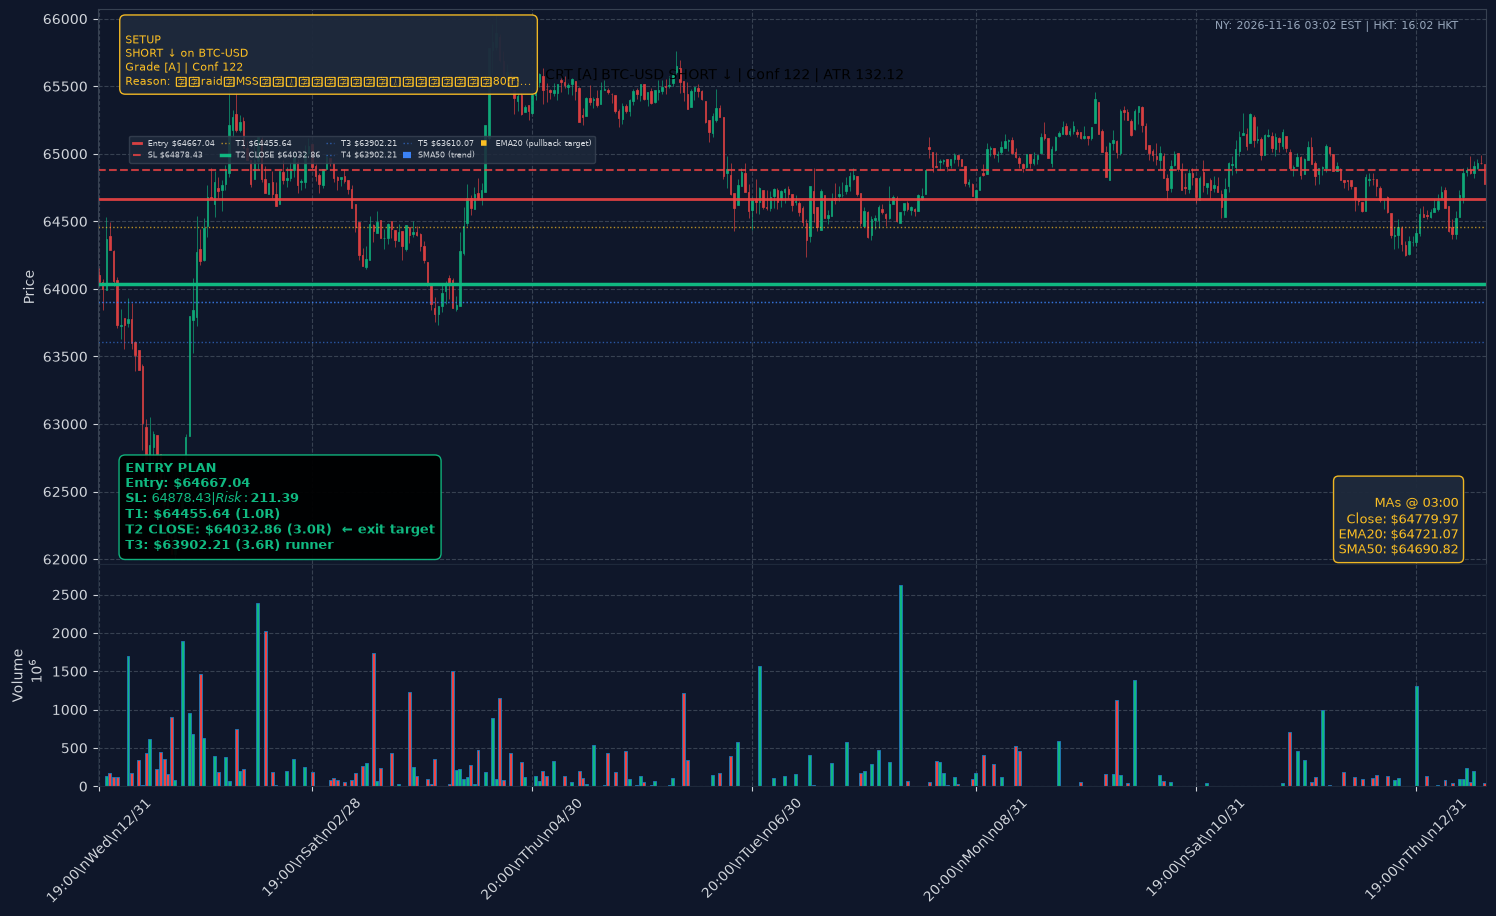 NY: 2026-11-16 03:02 EST | HKT: 16:02 HKT
SETUP
SHORT ↓ on BTC-USD
Grade [A] | Conf 122
Reason: raid MSS 80 ...
CRT [A] BTC-USD SHORT ↓ | Conf 122 | ATR 132.12
Entry $64667.04 T1 $64455.64 T3 $63902.21 T5 $63610.07 EMA20 (pullback target)
SL $64878.43 T2 CLOSE $64032.86 T4 $63902.21 SMA50 (trend)
66000
65500
65000
64500
64000
63500
63000
62500
62000
Price
ENTRY PLAN
Entry: $64667.04
SL: 64878.43|Risk:211.39
T1: $64455.64 (1.0R)
T2 CLOSE: $64032.86 (3.0R) ← exit target
T3: $63902.21 (3.6R) runner
MAs @ 03:00
Close: $64779.97
EMA20: $64721.07
SMA50: $64690.82
2500
2000
1500
1000
500
0
Volume
10⁶
19:00\nWed\n12/31
19:00\nSat\n02/28
20:00\nThu\n04/30
20:00\nTue\n06/30
20:00\nMon\n08/31
19:00\nSat\n10/31
19:00\nThu\n12/31